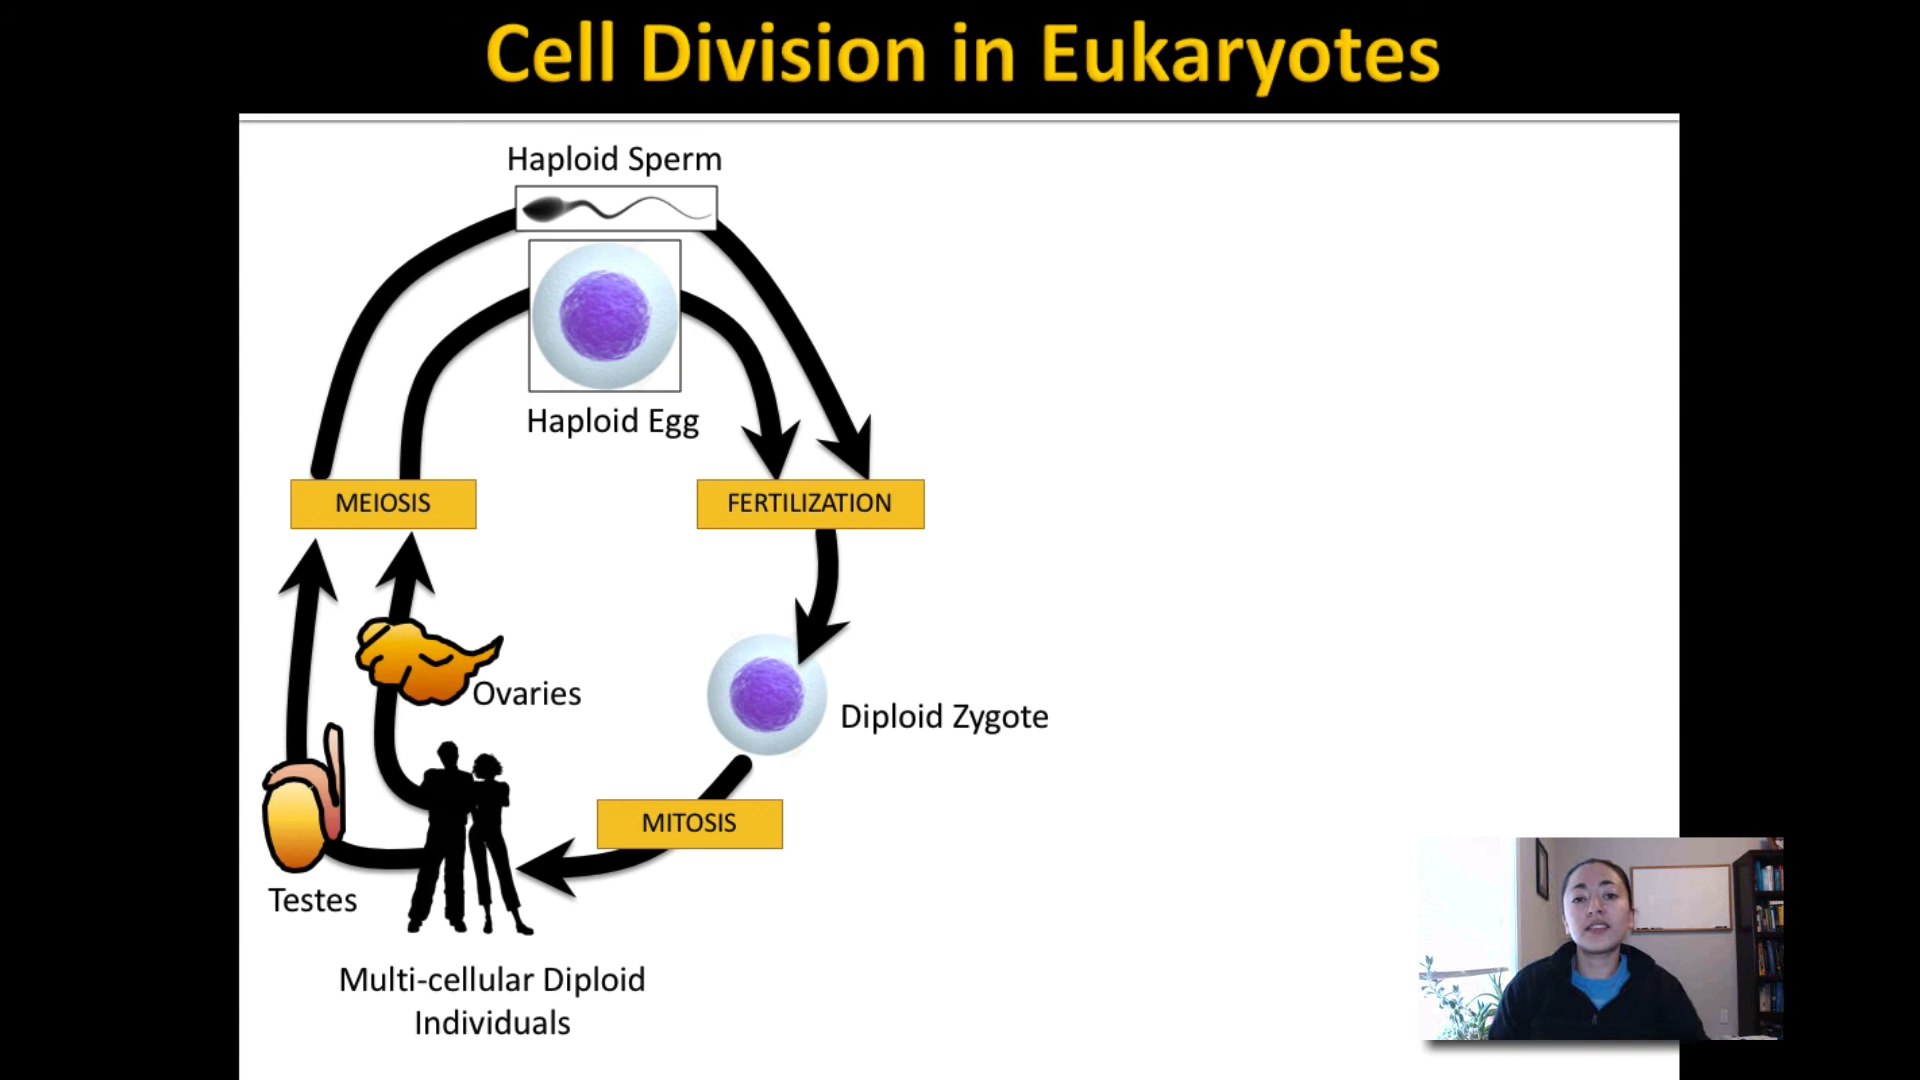 Cell Division in Eukaryotes
Haploid Sperm
Haploid Egg
MEIOSIS
FERTILIZATION
Ovaries
Diploid Zygote
MITOSIS
Testes
Multi-cellular Diploid
Individuals